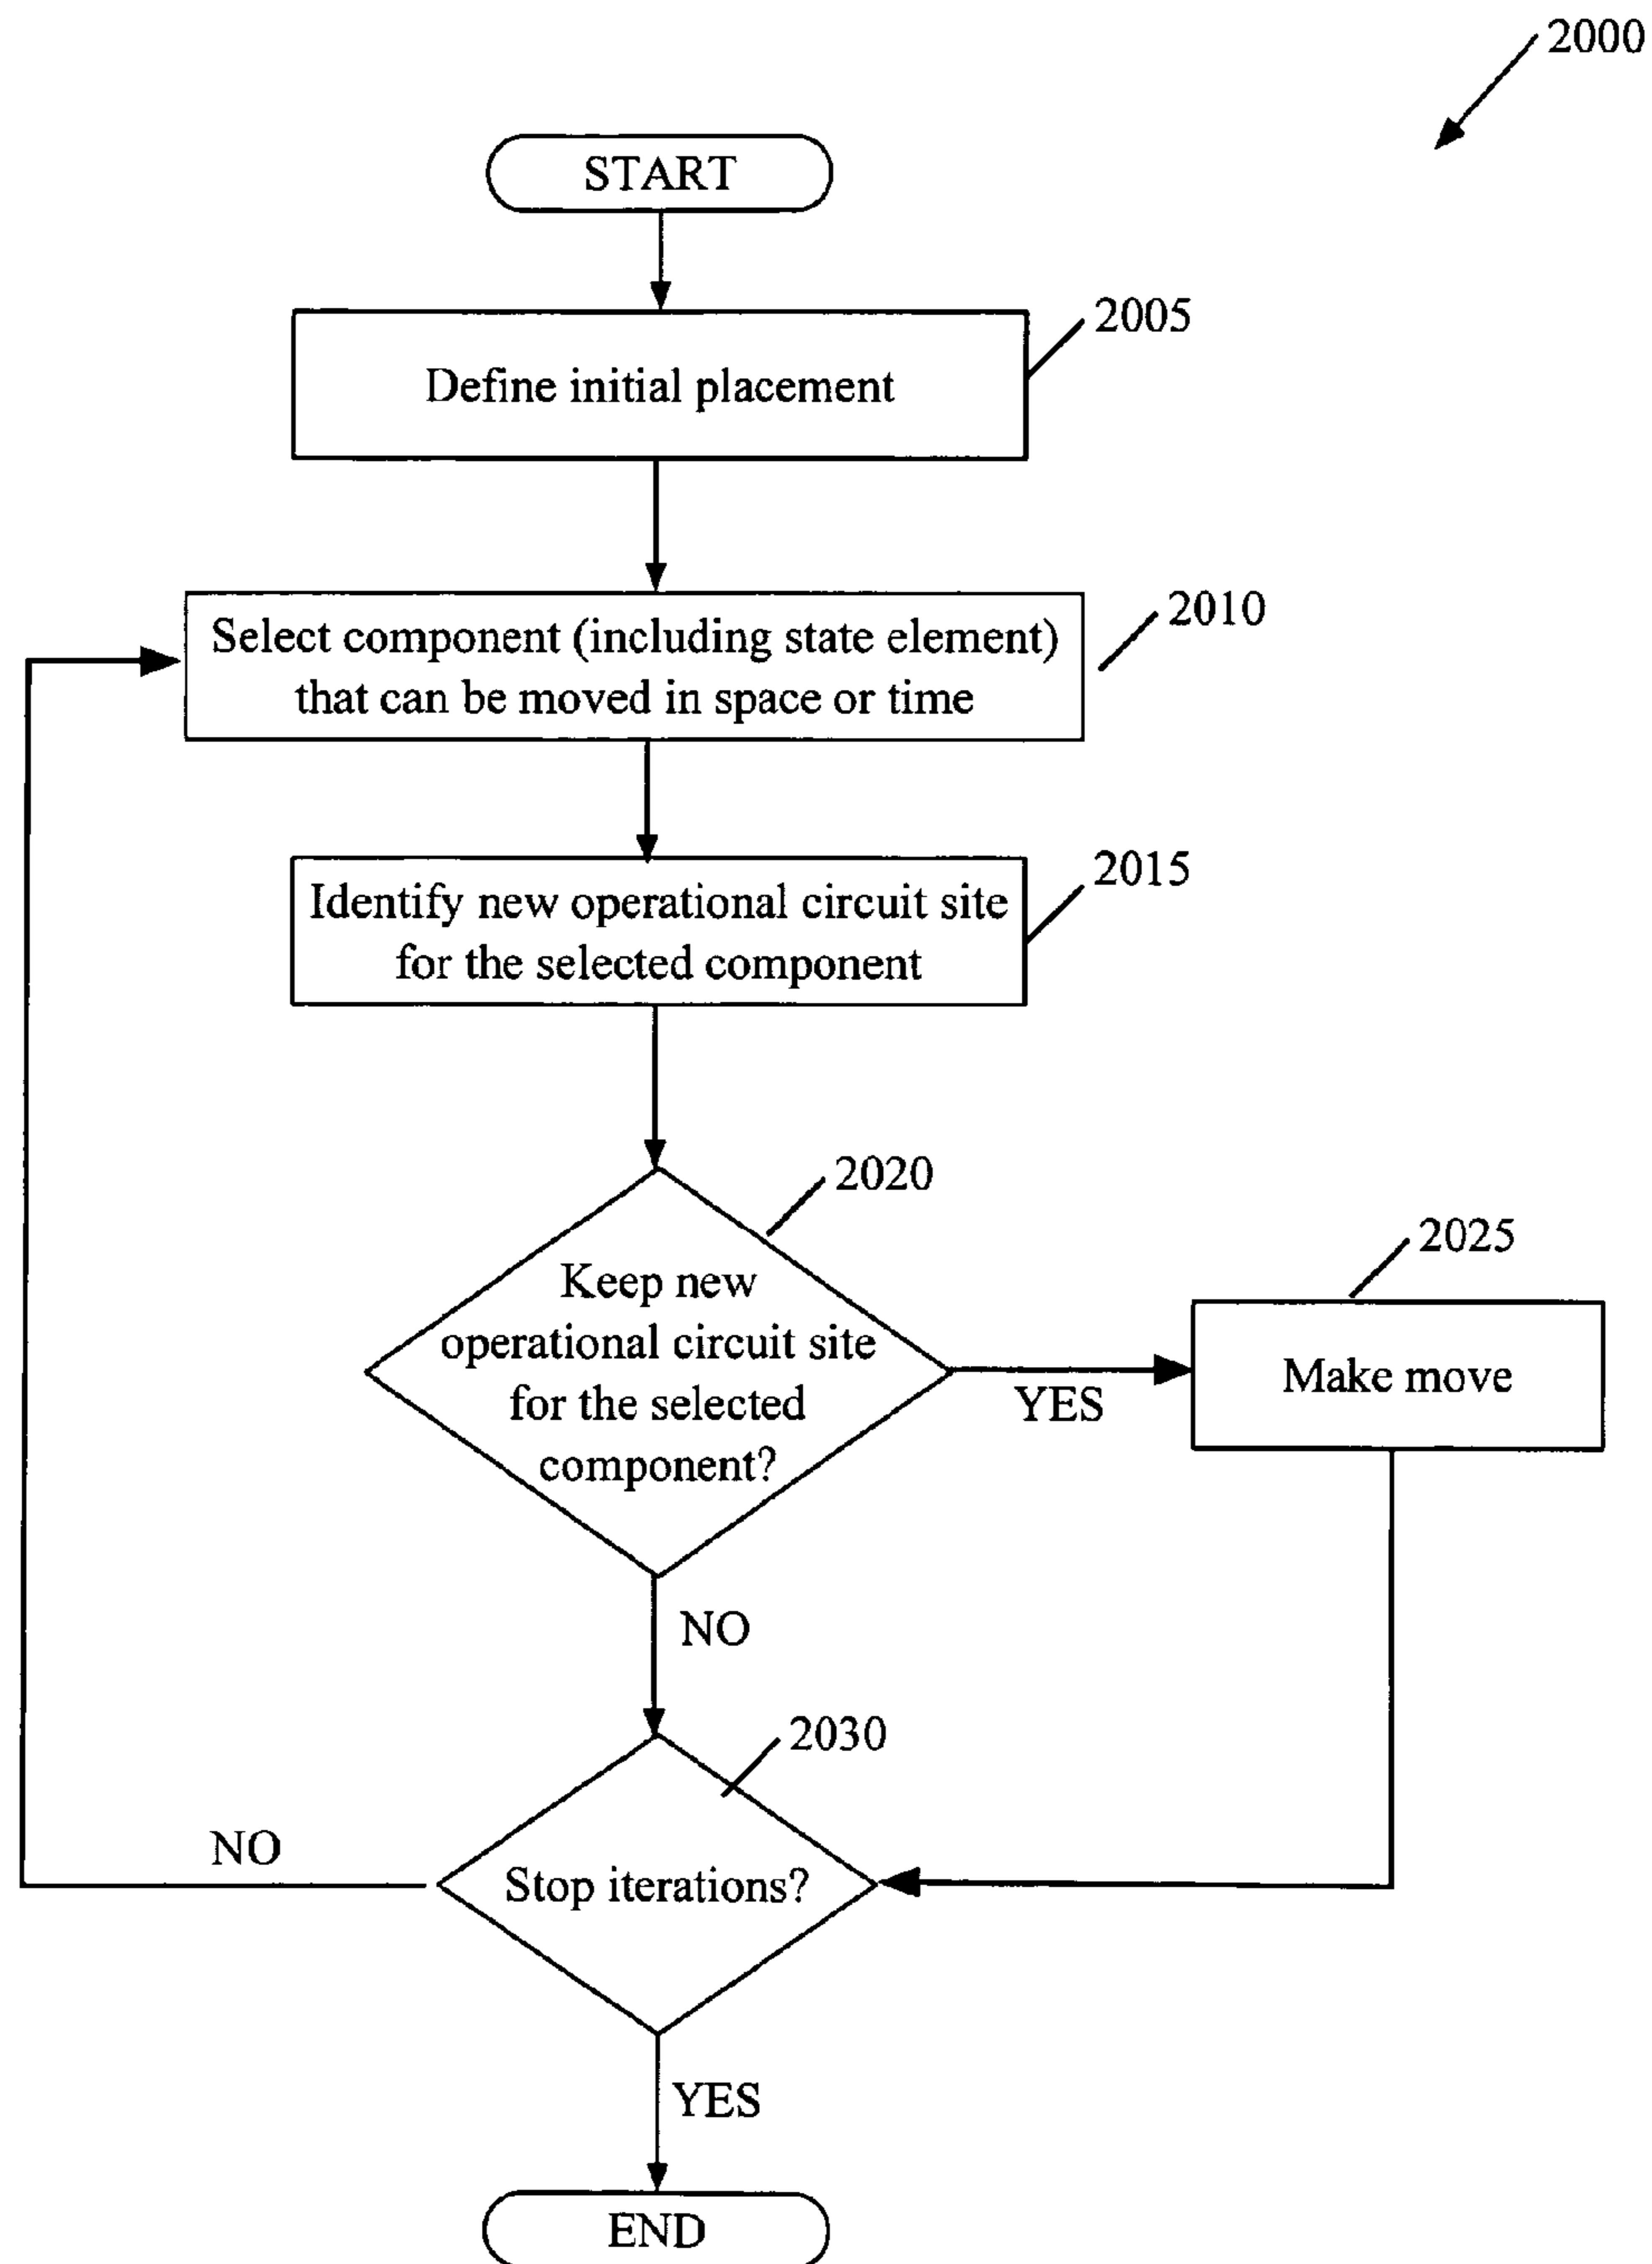 2000
START
2005
Define initial placement
2010
Select component (including state element)
that can be moved in space or time
2015
Identify new operational circuit site
for the selected component
2020
Keep new
operational circuit site
for the selected
component?
YES
2025
Make move
NO
2030
Stop iterations?
NO
YES
END